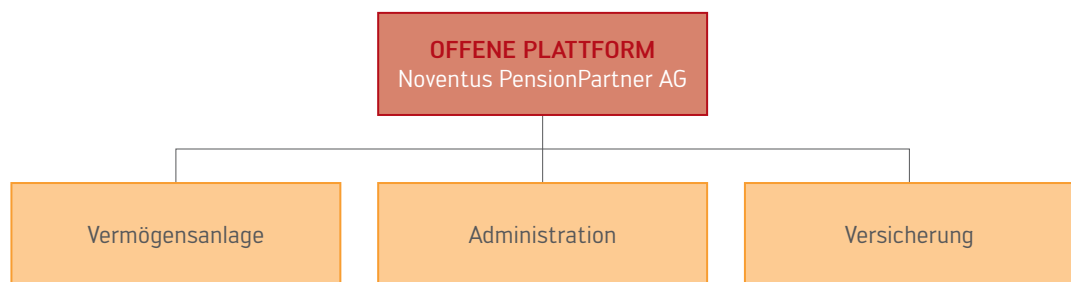 OFFENE PLATTFORM
Noventus PensionPartner AG
Vermögensanlage
Administration
Versicherung